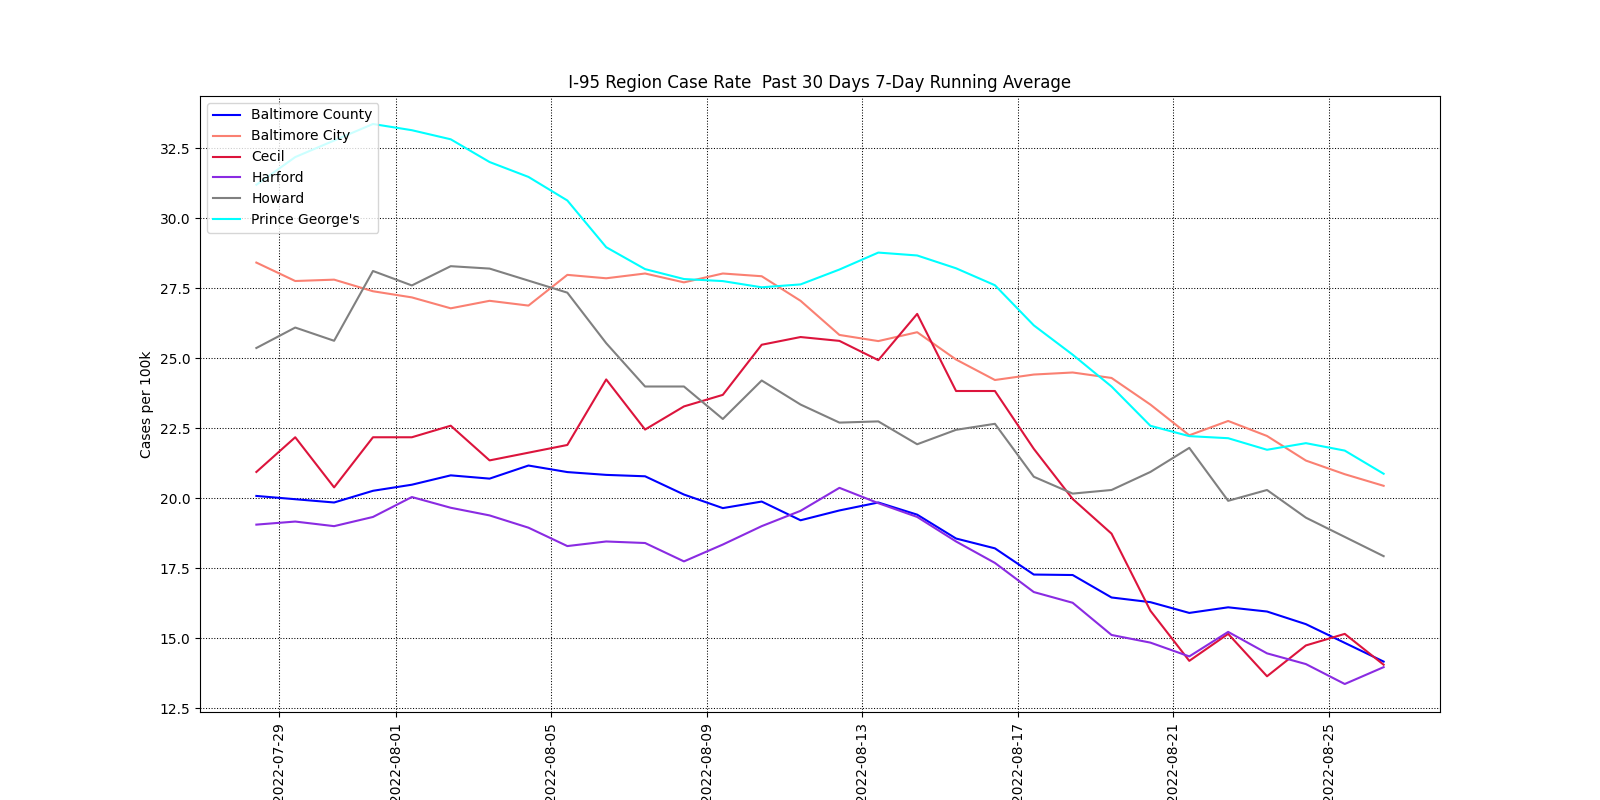 I-95 Region Case Rate  Past 30 Days 7-Day Running Average
Baltimore County
Baltimore City
Cecil
Harford
Howard
Prince George's
Cases per 100k
32.5
30.0
27.5
25.0
22.5
20.0
17.5
15.0
12.5
2022-07-29
2022-08-01
2022-08-05
2022-08-09
2022-08-13
2022-08-17
2022-08-21
2022-08-25